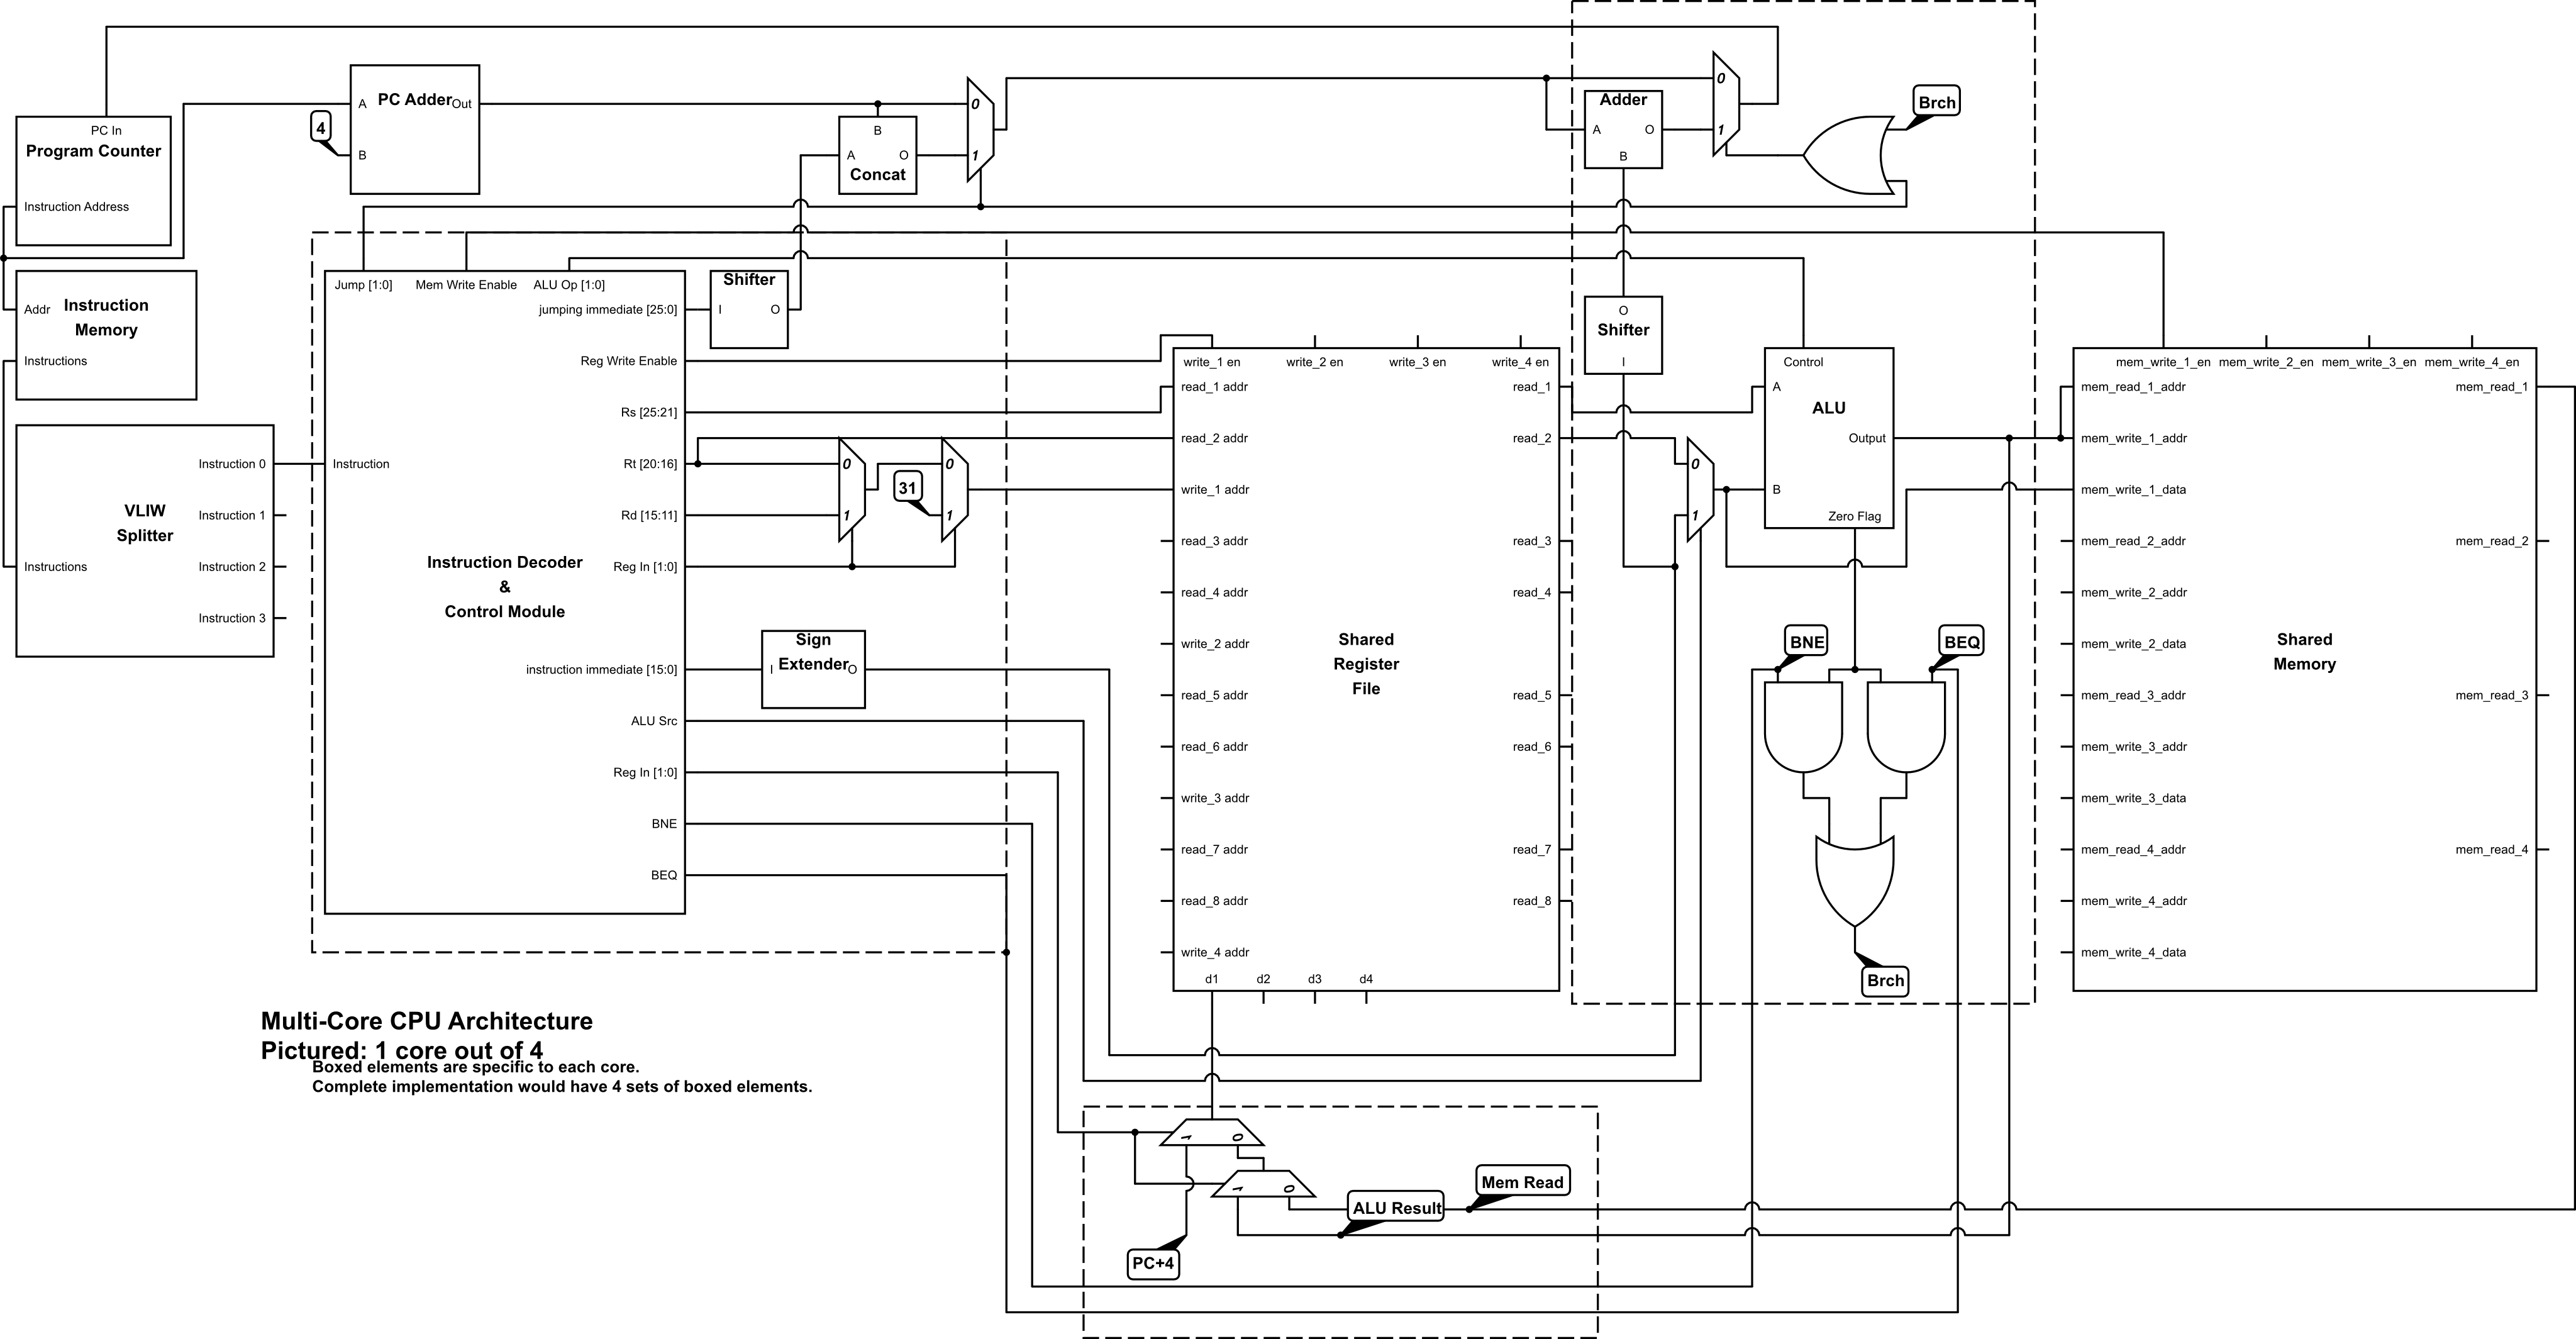 PC In
Program Counter
Instruction Address
4
A
PC Adder
Out
B
B
A
O
Concat
0
1
Adder
A
O
B
0
1
Brch
Addr
Instruction
Memory
Instructions
VLIW
Splitter
Instructions
Instruction 0
Instruction 1
Instruction 2
Instruction 3
Jump [1:0]
Mem Write Enable
ALU Op [1:0]
Instruction
Instruction Decoder
&
Control Module
jumping immediate [25:0]
Reg Write Enable
Rs [25:21]
Rt [20:16]
Rd [15:11]
Reg In [1:0]
instruction immediate [15:0]
ALU Src
Reg In [1:0]
BNE
BEQ
Shifter
I
O
0
1
31
0
1
Sign
Extender
I
O
write_1 en
write_2 en
write_3 en
write_4 en
read_1 addr
read_2 addr
write_1 addr
read_3 addr
read_4 addr
write_2 addr
read_5 addr
read_6 addr
write_3 addr
read_7 addr
read_8 addr
write_4 addr
Shared
Register
File
read_1
read_2
read_3
read_4
read_5
read_6
read_7
read_8
d1
d2
d3
d4
O
Shifter
I
0
1
Control
A
ALU
Output
B
Zero Flag
BNE
BEQ
Brch
mem_write_1_en
mem_write_2_en
mem_write_3_en
mem_write_4_en
mem_read_1_addr
mem_write_1_addr
mem_write_1_data
mem_read_2_addr
mem_write_2_addr
mem_write_2_data
mem_read_3_addr
mem_write_3_addr
mem_write_3_data
mem_read_4_addr
mem_write_4_addr
mem_write_4_data
Shared
Memory
mem_read_1
mem_read_2
mem_read_3
mem_read_4
Multi-Core CPU Architecture
Pictured: 1 core out of 4
Boxed elements are specific to each core.
Complete implementation would have 4 sets of boxed elements.
1
0
1
0
ALU Result
Mem Read
PC+4